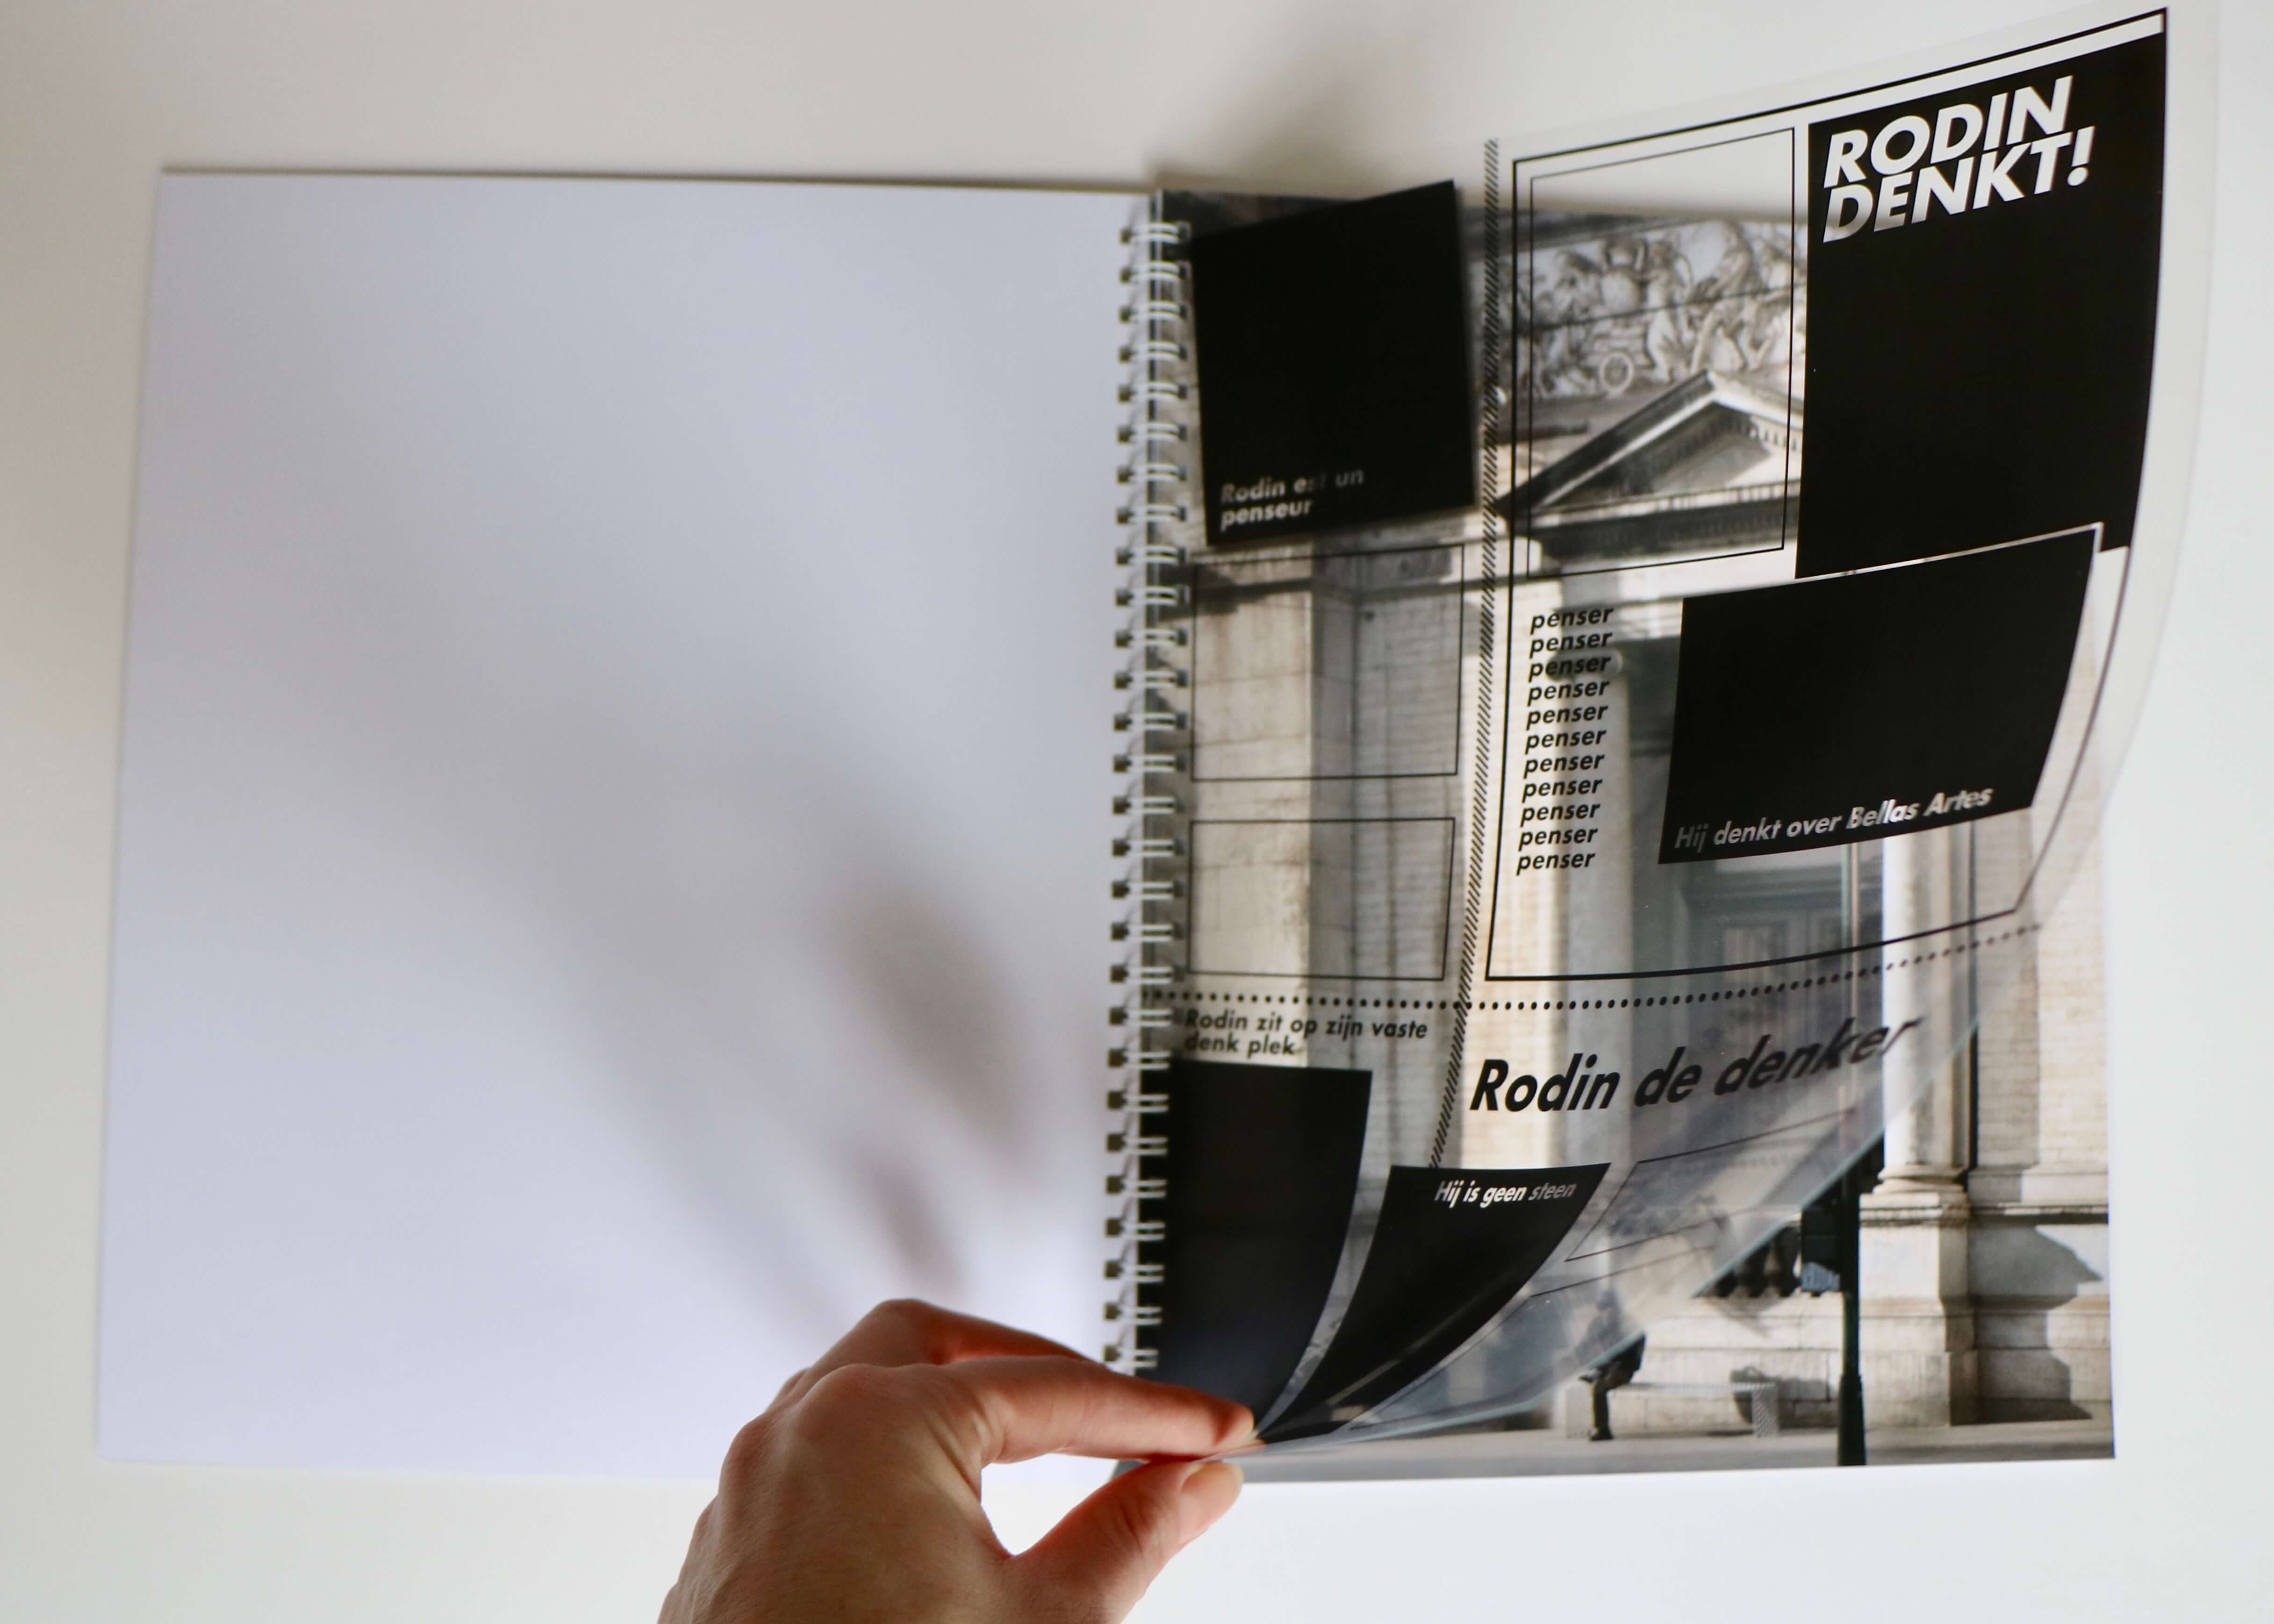 RODIN
DENKT!
Rodin est un
penseur
penser
penser
penser
penser
penser
penser
penser
penser
penser
penser
penser
Hij denkt over Bellas Artes
Rodin zit op zijn vaste
denk plek
Rodin de denker
Hij is geen steen